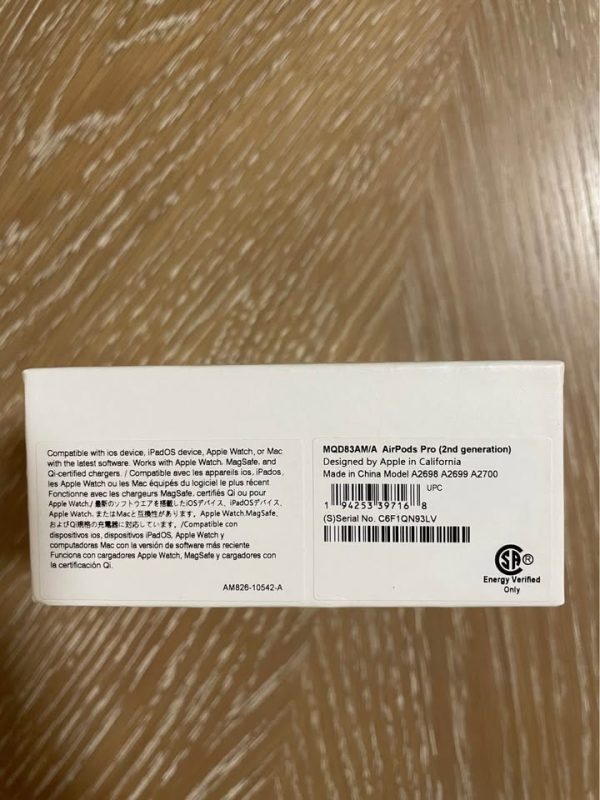 Compatible with ios device, iPadOS device, Apple Watch, or Mac
with the latest software. Works with Apple Watch. MagSafe, and
Qi-certified chargers. / Compatible avec les appareils ios, iPados,
les Apple Watch ou les Mac équipés du logiciel le plus récent
Fonctionne avec les chargeurs MagSafe. certifiés Qi ou pour
Apple Watch / 最新のソフトウエアを搭載したiOSデバイス、iPadOSデバイス、
Apple Watch. またはMacと互換性があります。Apple Watch.MagSafe、
およびQi規格の充電器に対応しています。/Compatible con
dispositivos ios, dispositivos iPadOS, Apple Watch y
computadoras Mac con la versión de software más reciente
Funciona con cargadores Apple Watch, MagSafe y cargadores con
la certificación Qi.
AM826-10542-A
MQD83AM/A AirPods Pro (2nd generation)
Designed by Apple in California
Made in China Model A2698 A2699 A2700
UPC
1 94253 39716 8
(S)Serial No. C6F1QN93LV
SA ®
Energy Verified
Only